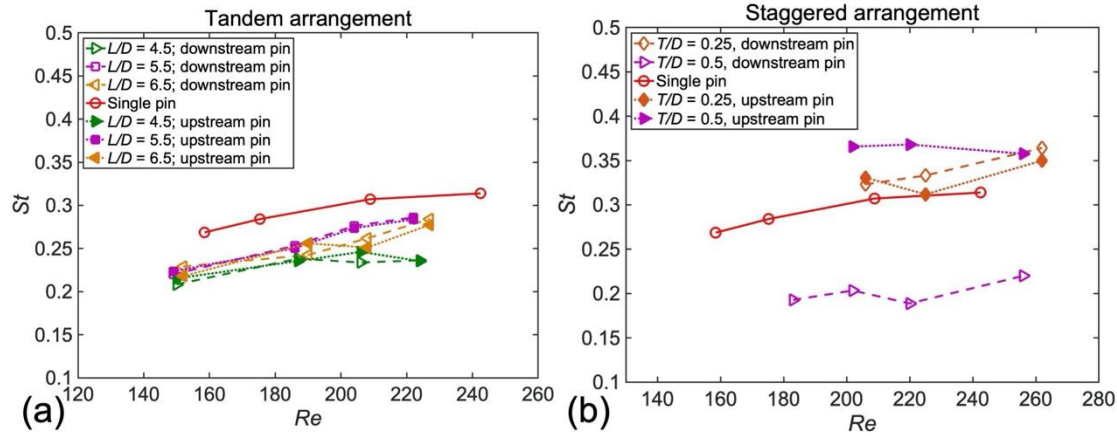 Tandem arrangement
0.5
0.45
0.4
0.35
0.3
0.25
0.2
0.15
0.1
St
L/D = 4.5; downstream pin
L/D = 5.5; downstream pin
L/D = 6.5; downstream pin
Single pin
L/D = 4.5; upstream pin
L/D = 5.5; upstream pin
L/D = 6.5; upstream pin
120 140 160 180 200 220 240 260
Re
(a)
Staggered arrangement
0.5
0.45
0.4
0.35
0.3
0.25
0.2
0.15
0.1
St
T/D = 0.25, downstream pin
T/D = 0.5, downstream pin
Single pin
T/D = 0.25, upstream pin
T/D = 0.5, upstream pin
140 160 180 200 220 240 260 280
Re
(b)